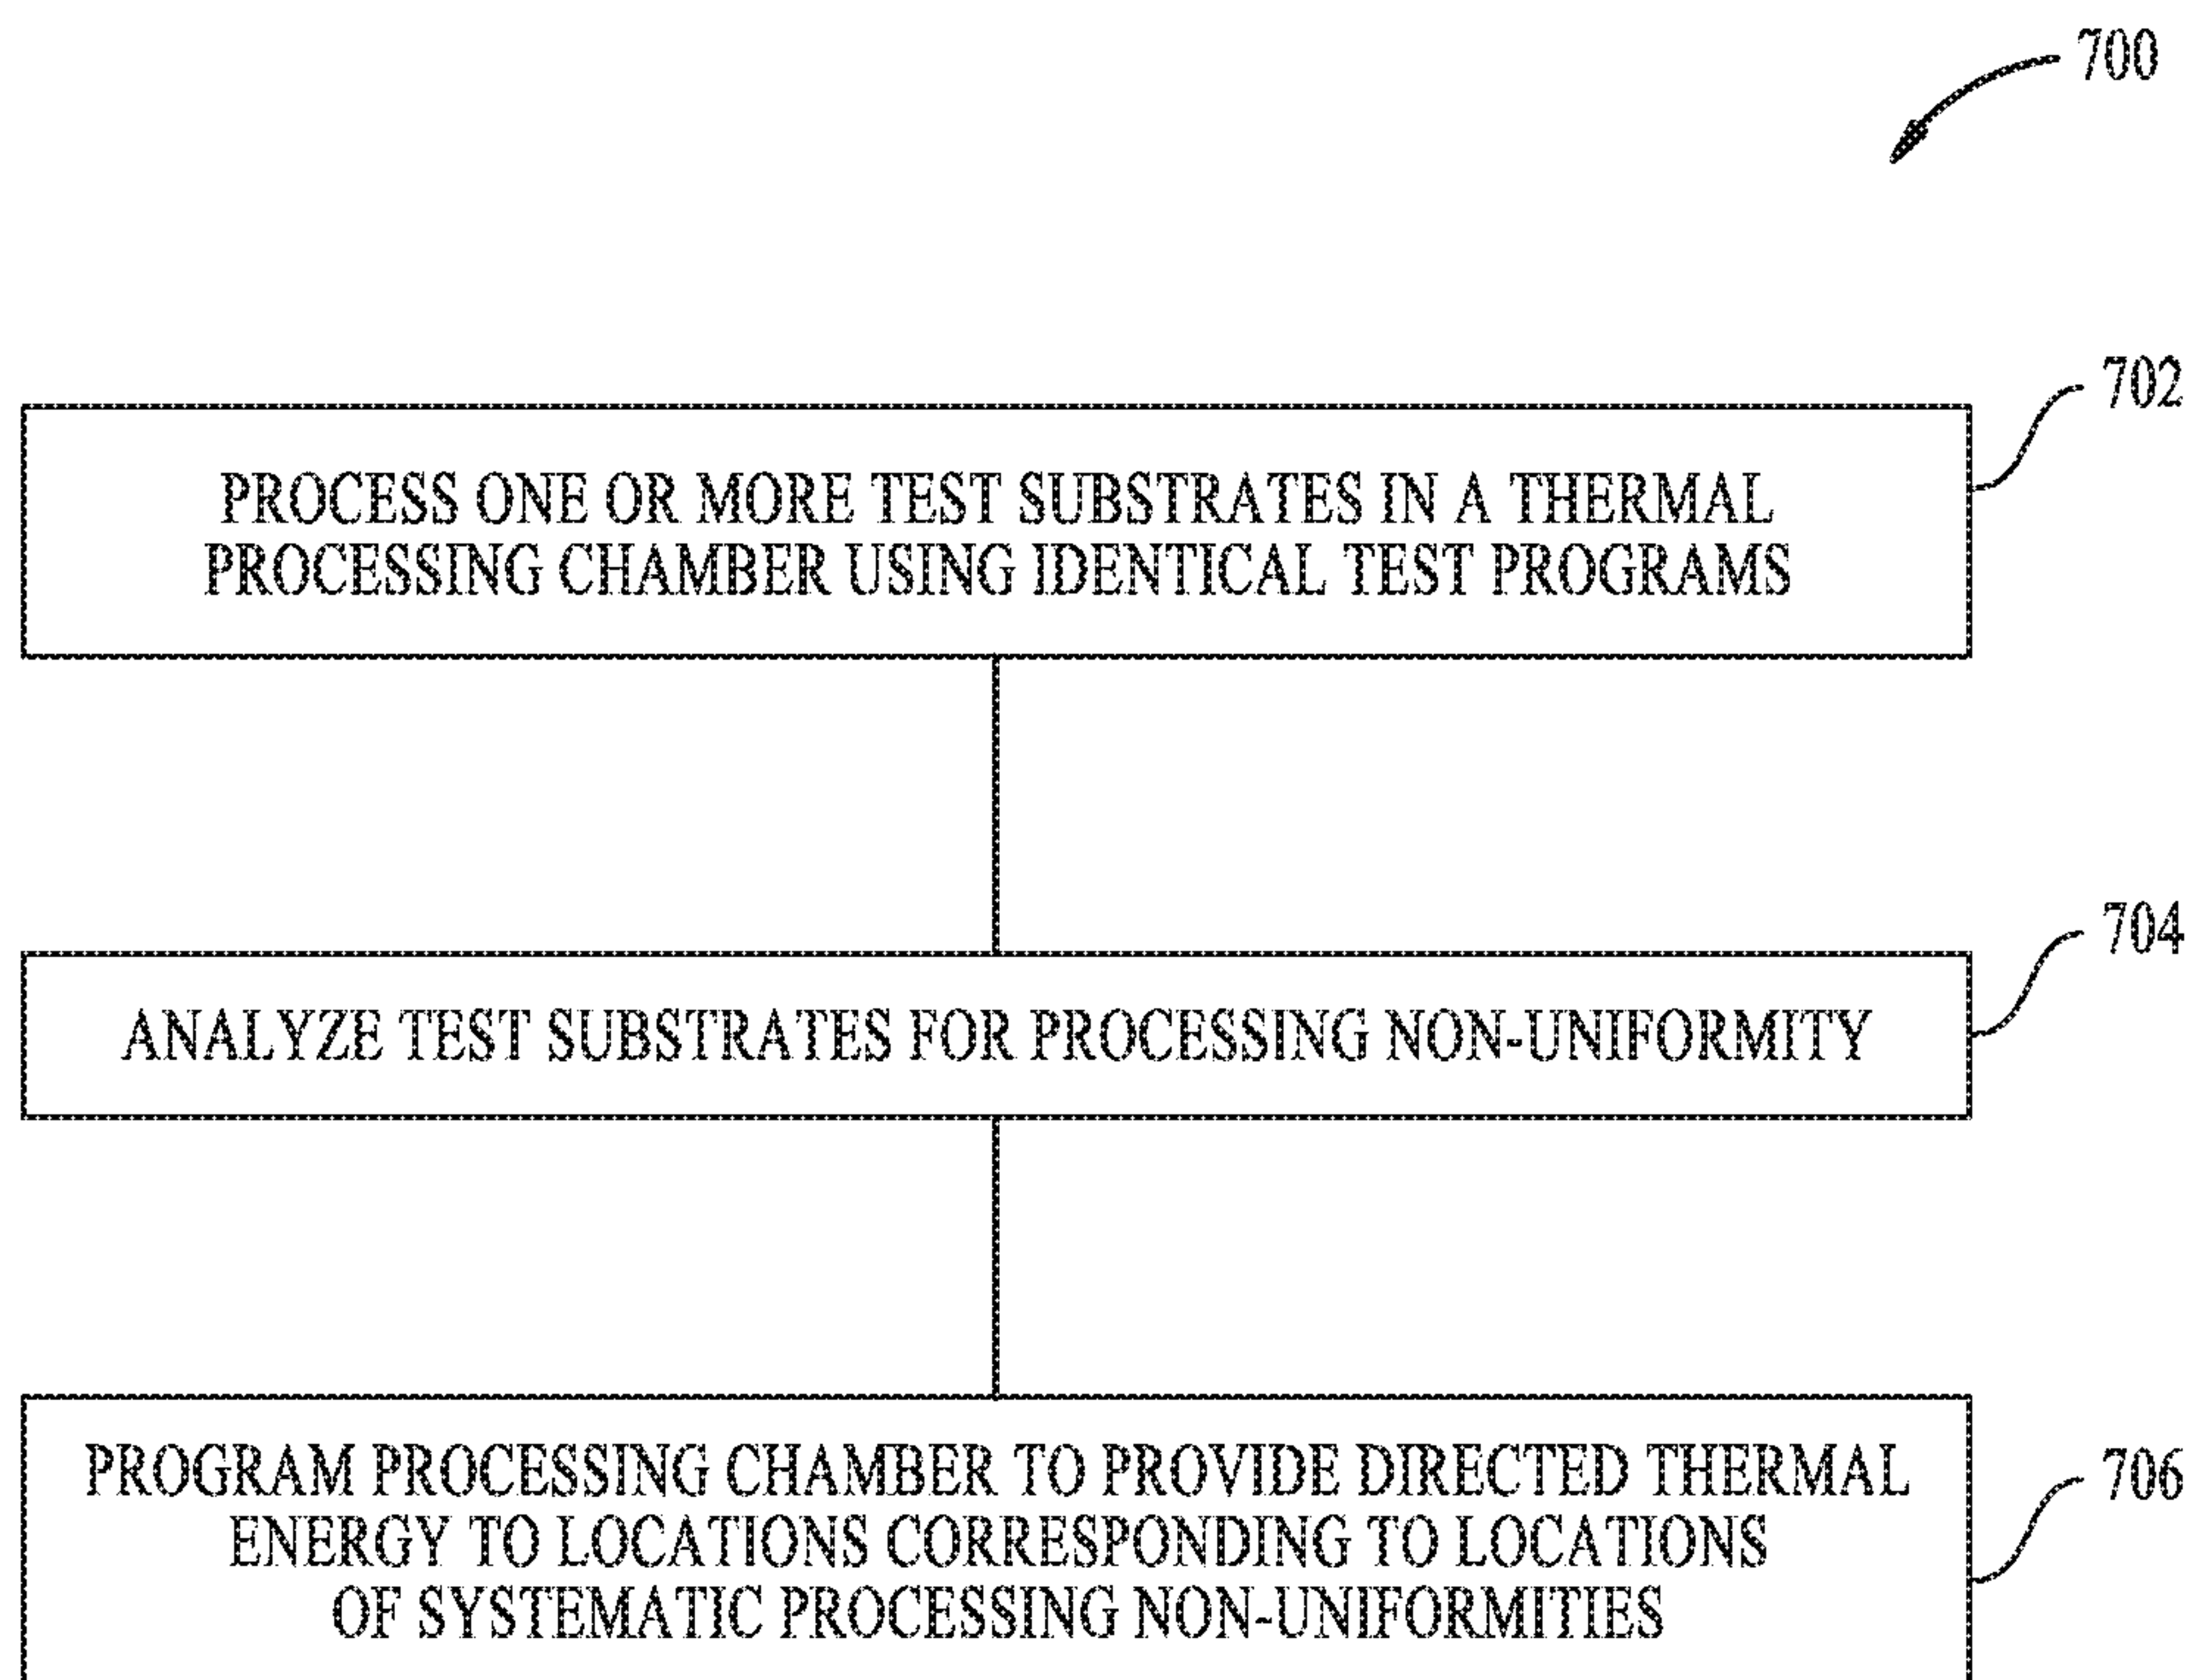 700
702
PROCESS ONE OR MORE TEST SUBSTRATES IN A THERMAL
PROCESSING CHAMBER USING IDENTICAL TEST PROGRAMS
704
ANALYZE TEST SUBSTRATES FOR PROCESSING NON-UNIFORMITY
706
PROGRAM PROCESSING CHAMBER TO PROVIDE DIRECTED THERMAL
ENERGY TO LOCATIONS CORRESPONDING TO LOCATIONS
OF SYSTEMATIC PROCESSING NON-UNIFORMITIES